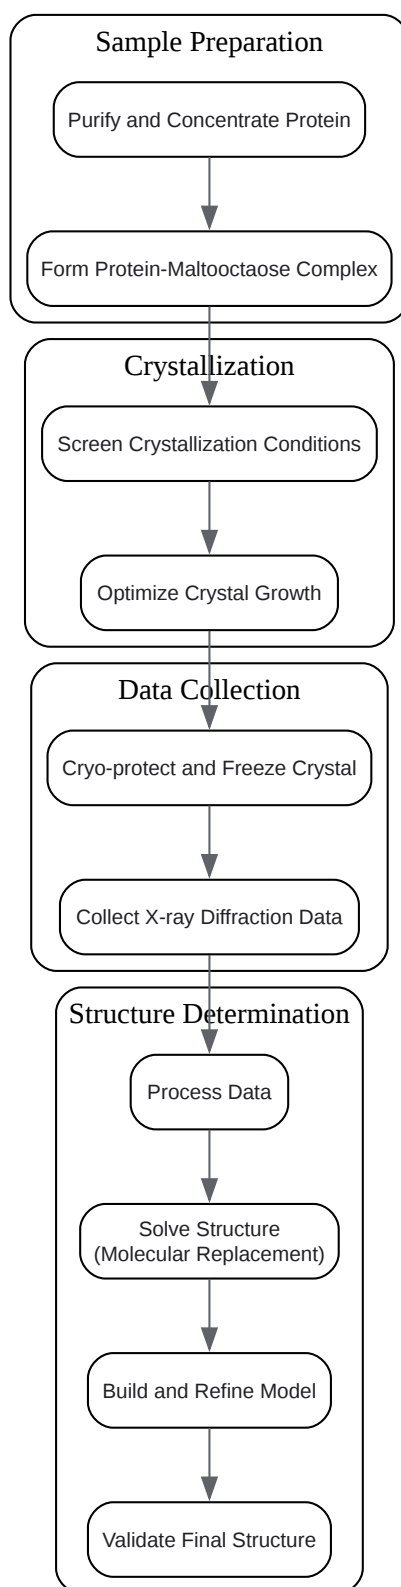 Sample Preparation
Purify and Concentrate Protein
Form Protein-Maltooctaose Complex
Crystallization
Screen Crystallization Conditions
Optimize Crystal Growth
Data Collection
Cryo-protect and Freeze Crystal
Collect X-ray Diffraction Data
Structure Determination
Process Data
Solve Structure
(Molecular Replacement)
Build and Refine Model
Validate Final Structure